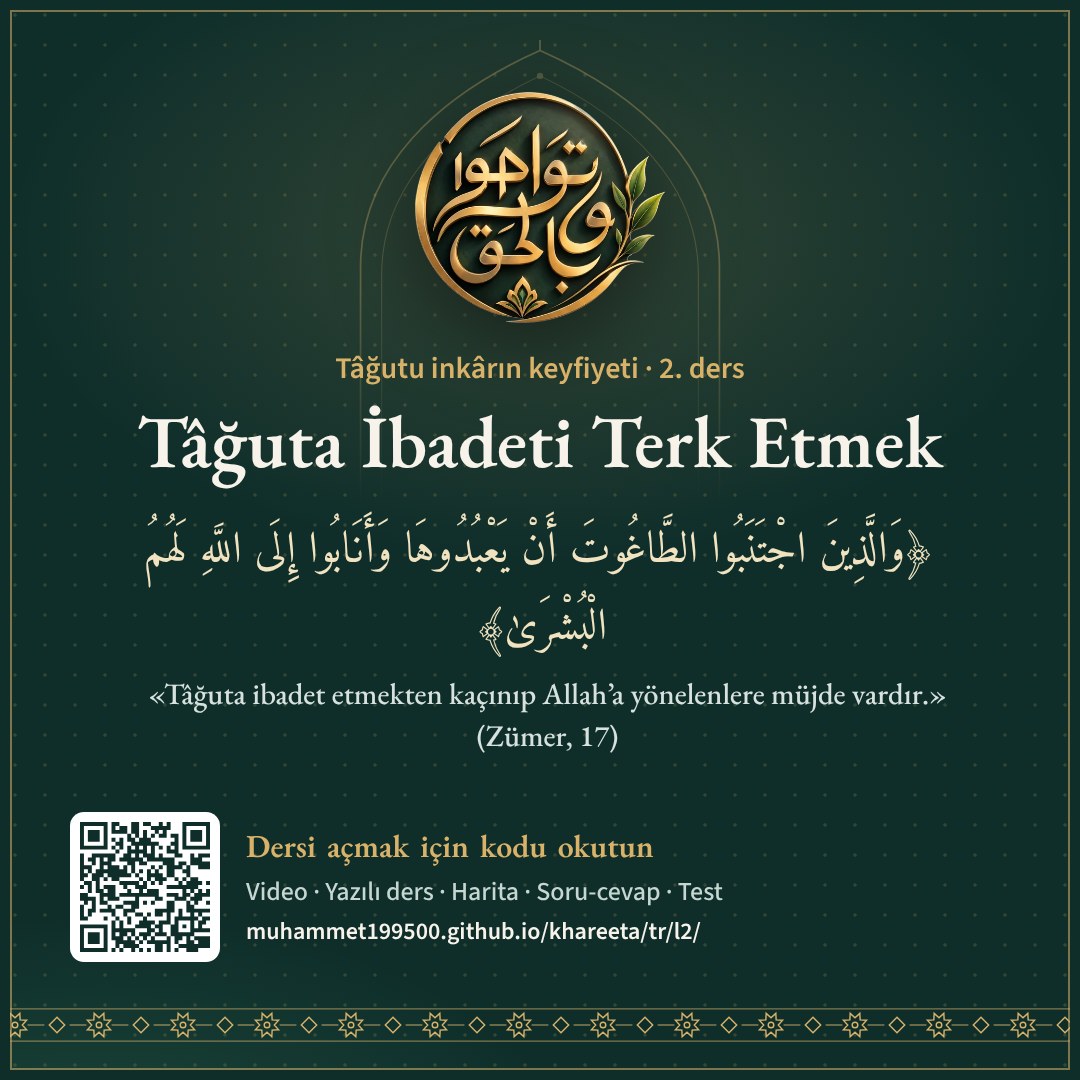 وتواصوا
بالحق
Tâğutu inkârın keyfiyeti · 2. ders
Tâğuta İbadeti Terk Etmek
﴿وَالَّذِينَ اجْتَنَبُوا الطَّاغُوتَ أَنْ يَعْبُدُوهَا وَأَنَابُوا إِلَى اللَّهِ لَهُمُ
الْبُشْرَىٰ﴾
«Tâğuta ibadet etmekten kaçınıp Allah’a yönelenlere müjde vardır.»
(Zümer, 17)
Dersi açmak için kodu okutun
Video · Yazılı ders · Harita · Soru-cevap · Test
muhammet199500.github.io/khareeta/tr/l2/